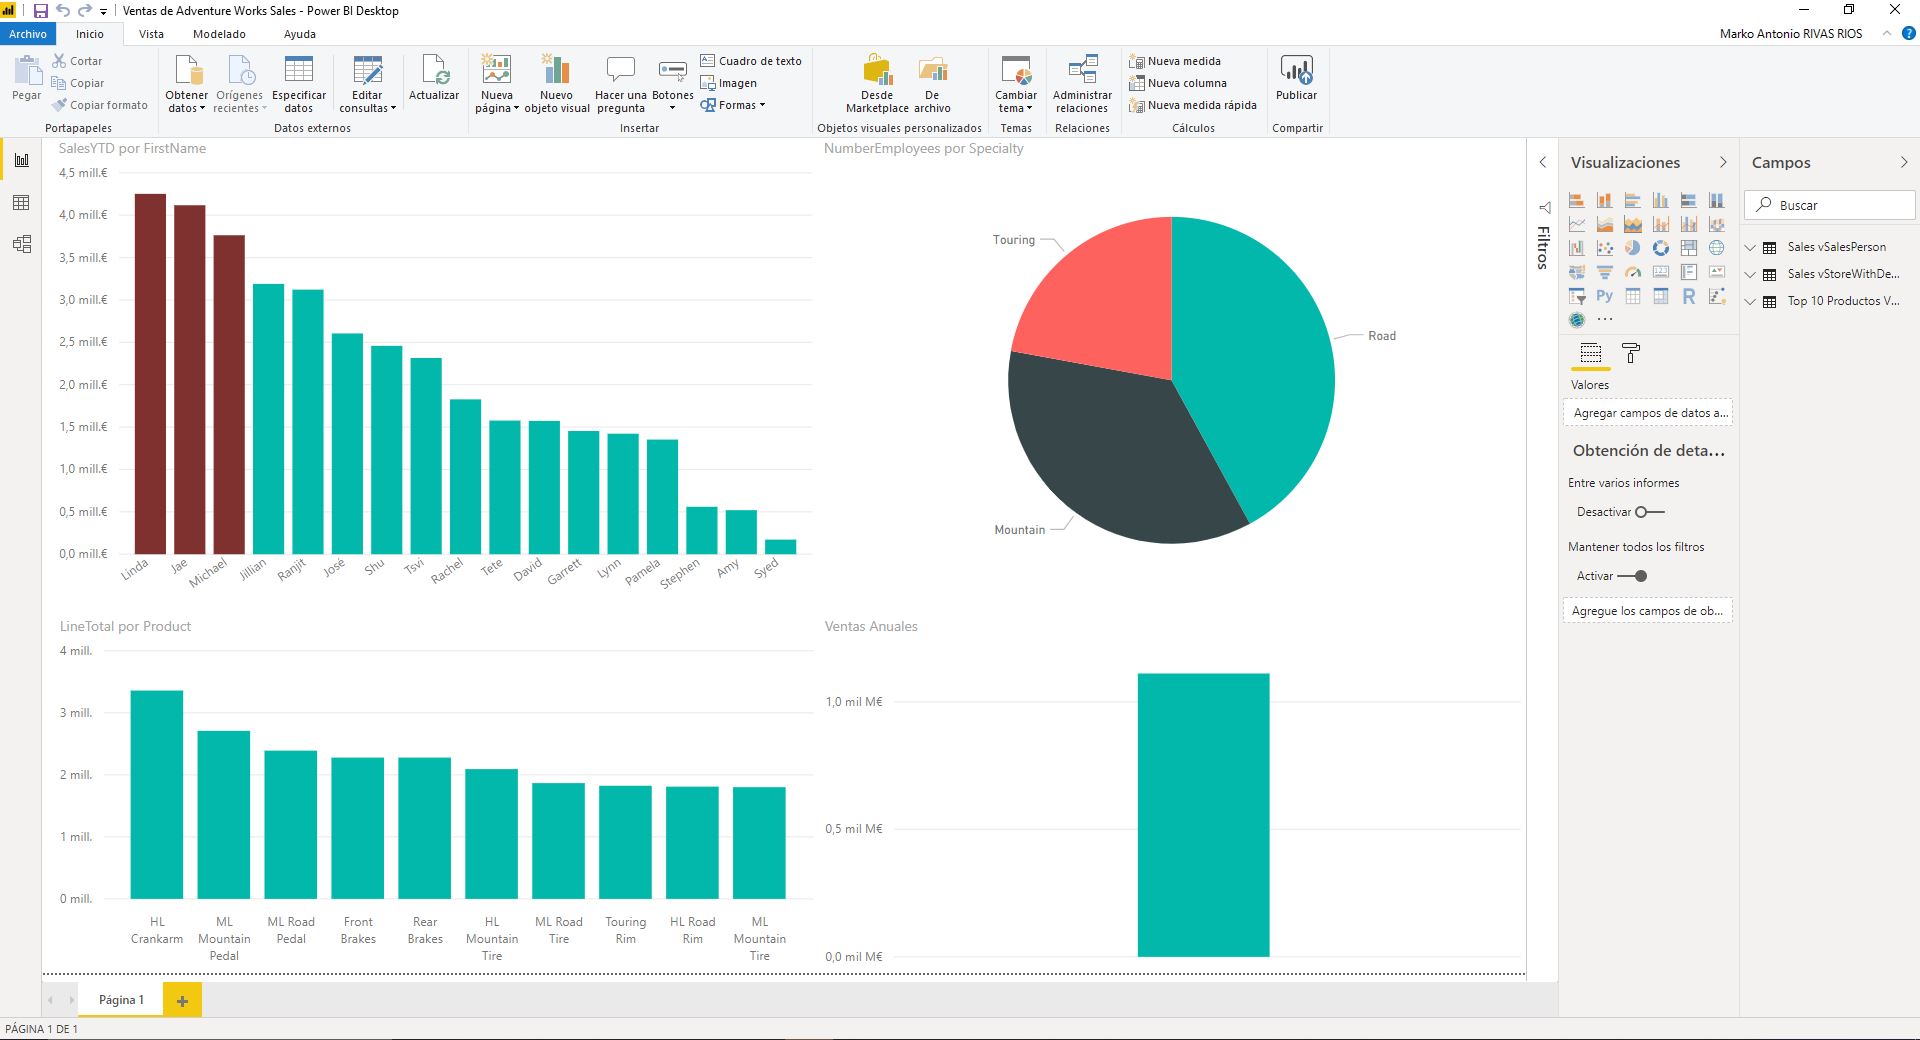 Ventas de Adventure Works Sales - Power BI Desktop
Archivo Inicio Vista Modelado Ayuda
Marko Antonio RIVAS RIOS ?
Pegar
Cortar
Copiar
Copiar formato
Portapapeles
Obtener datos
Orígenes recientes
Especificar datos
Datos externos
Editar consultas
Actualizar
Nueva página
Nuevo objeto visual
Hacer una pregunta
Botones
Cuadro de texto
Imagen
Formas
Insertar
Desde Marketplace
De archivo
Objetos visuales personalizados
Cambiar tema
Temas
Administrar relaciones
Relaciones
Nueva medida
Nueva columna
Nueva medida rápida
Cálculos
Publicar
Compartir
SalesYTD por FirstName
4,5 mill.€
4,0 mill.€
3,5 mill.€
3,0 mill.€
2,5 mill.€
2,0 mill.€
1,5 mill.€
1,0 mill.€
0,5 mill.€
0,0 mill.€
Linda Jae Michael Jillian Ranjit José Shu Tsvi Rachel Tete David Garrett Lynn Pamela Stephen Amy Syed
NumberEmployees por Specialty
Touring
Road
Mountain
LineTotal por Product
4 mill.
3 mill.
2 mill.
1 mill.
0 mill.
HL Crankarm
ML Mountain Pedal
ML Road Pedal
Front Brakes
Rear Brakes
HL Mountain Tire
ML Road Tire
Touring Rim
HL Road Rim
ML Mountain Tire
Ventas Anuales
1,0 mil M€
0,5 mil M€
0,0 mil M€
Filtros
Visualizaciones
123
Py
R
Valores
Agregar campos de datos a...
Obtención de deta...
Entre varios informes
Desactivar
Mantener todos los filtros
Activar
Agregue los campos de ob...
Campos
Buscar
Sales vSalesPerson
Sales vStoreWithDe...
Top 10 Productos V...
Página 1
PÁGINA 1 DE 1